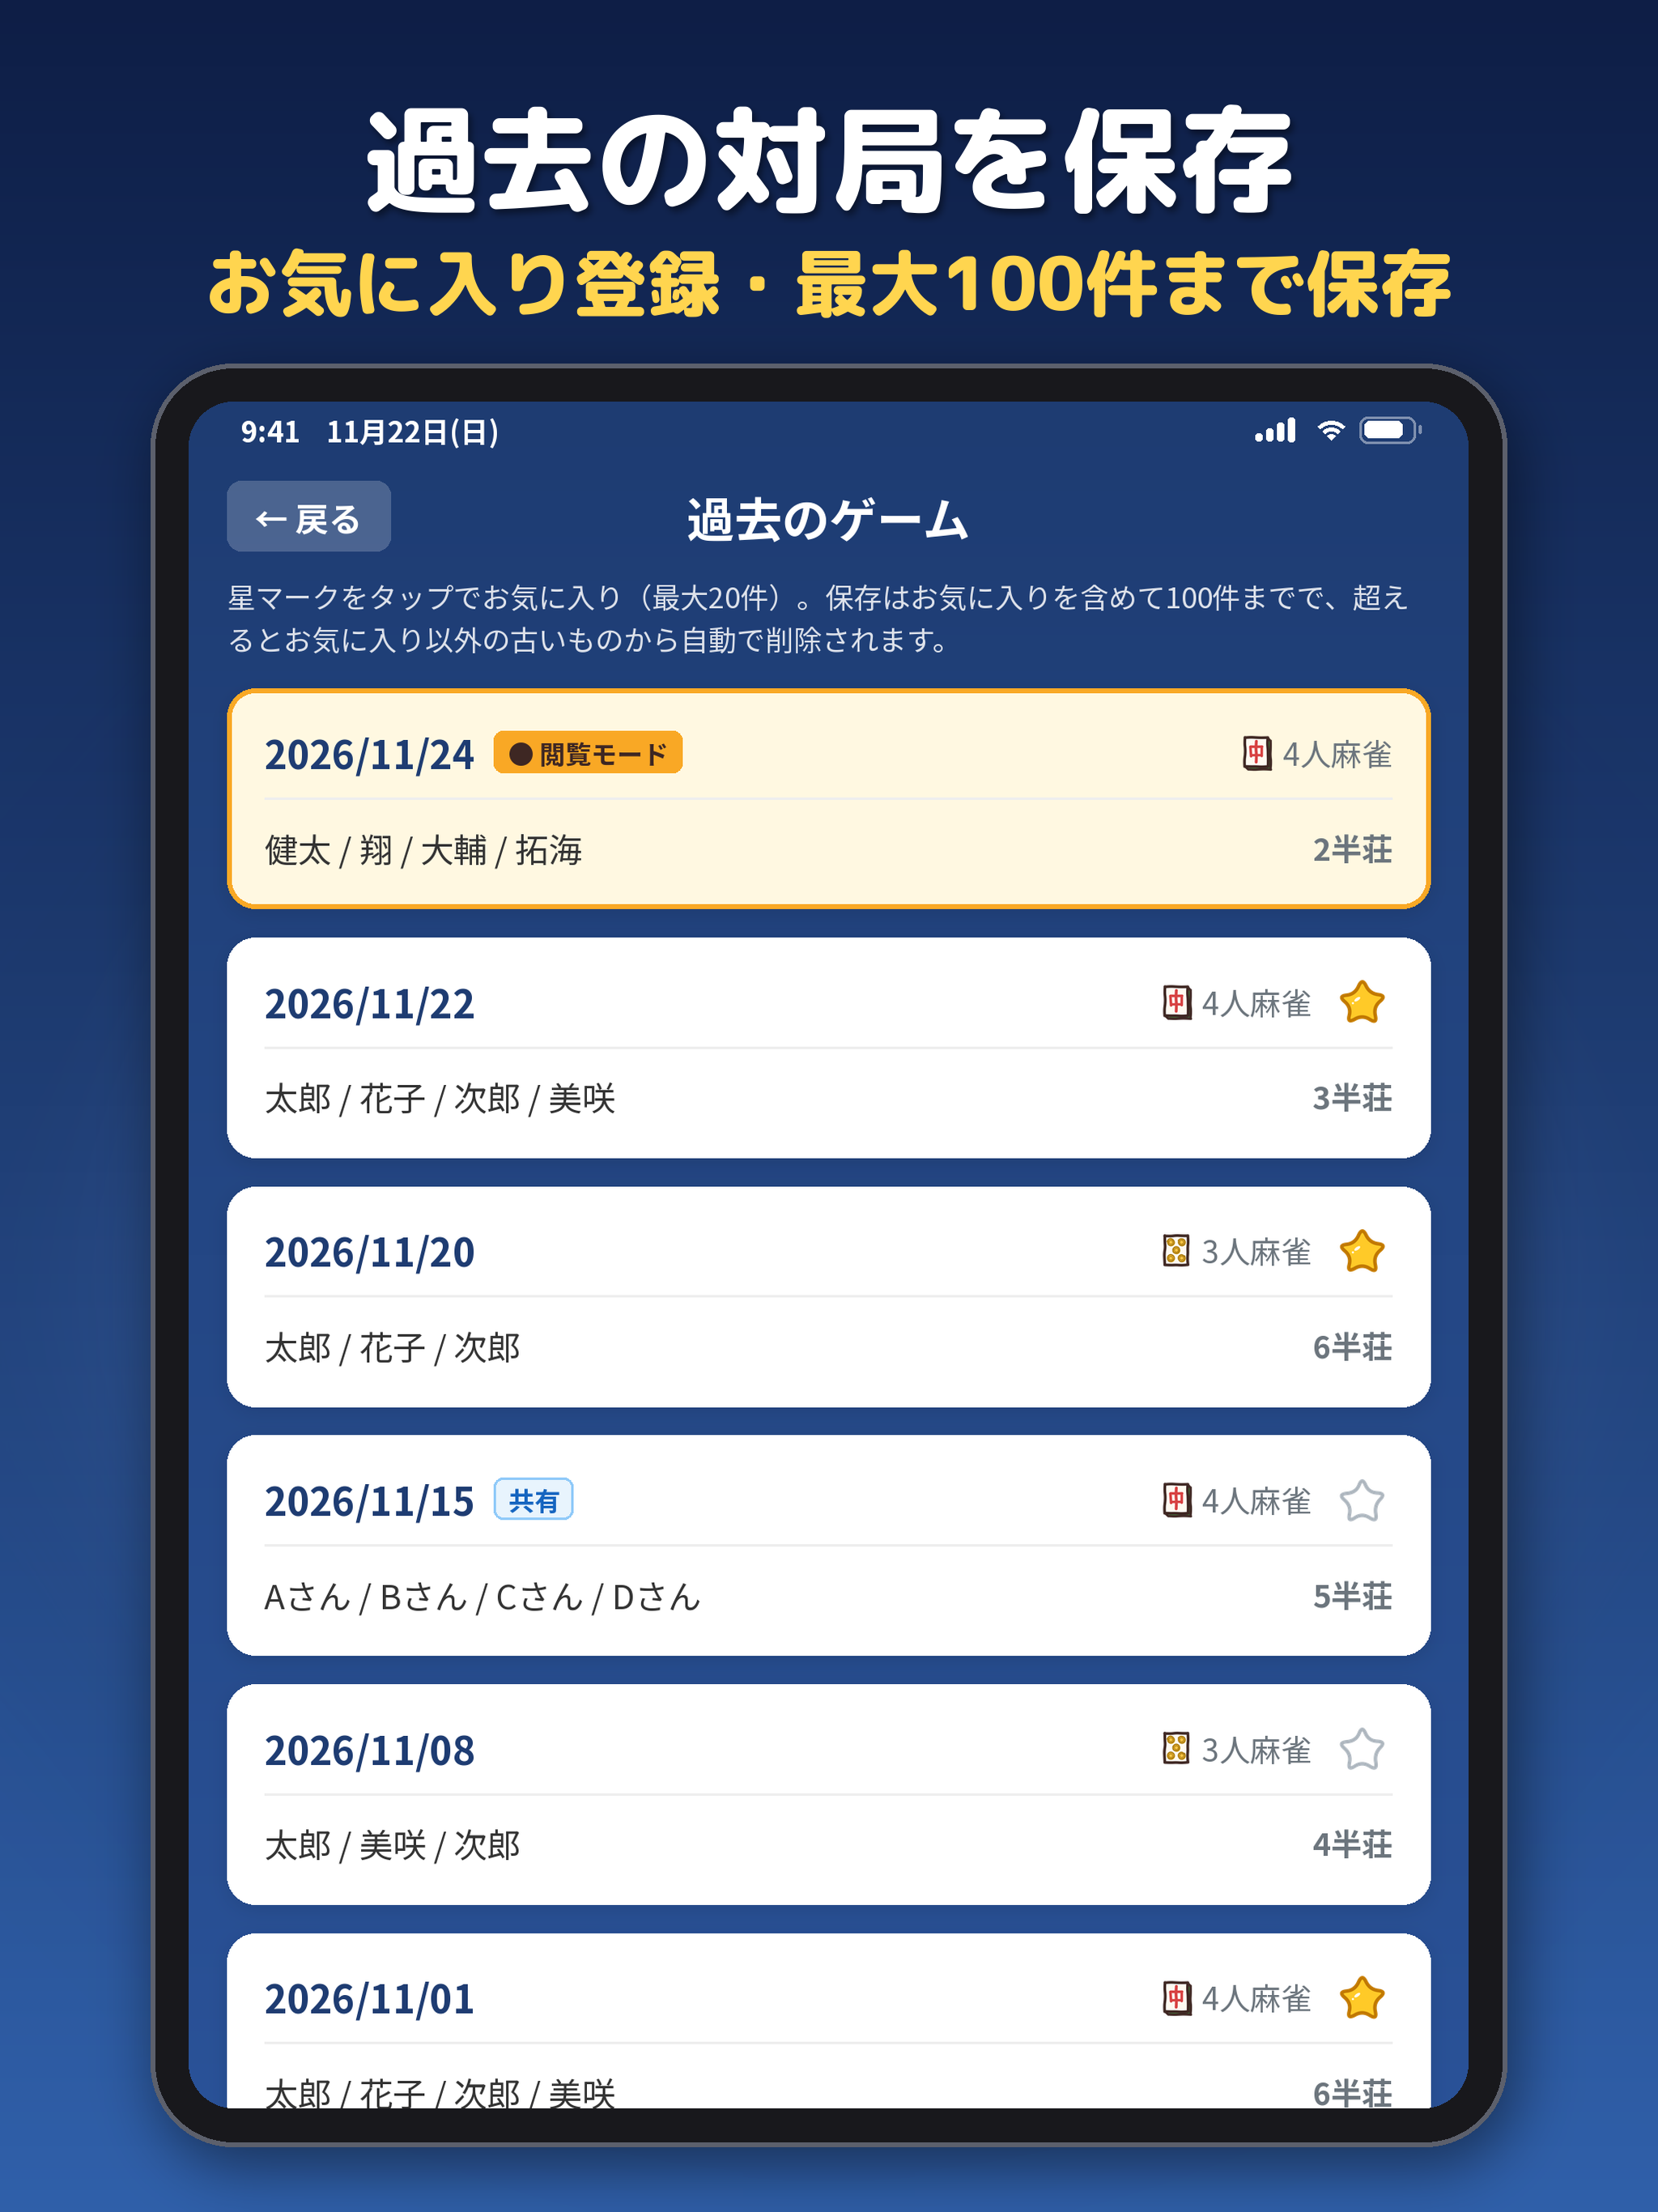 過去の対局を保存
お気に入り登録・最大100件まで保存
9:41 11月22日(日)
← 戻る
過去のゲーム
星マークをタップでお気に入り（最大20件）。保存はお気に入りを含めて100件までで、超え
るとお気に入り以外の古いものから自動で削除されます。
2026/11/24 ● 閲覧モード 中 4人麻雀
健太 / 翔 / 大輔 / 拓海 2半荘
2026/11/22 中 4人麻雀
太郎 / 花子 / 次郎 / 美咲 3半荘
2026/11/20 3人麻雀
太郎 / 花子 / 次郎 6半荘
2026/11/15 共有 中 4人麻雀
Aさん / Bさん / Cさん / Dさん 5半荘
2026/11/08 3人麻雀
太郎 / 美咲 / 次郎 4半荘
2026/11/01 中 4人麻雀
太郎 / 花子 / 次郎 / 美咲 6半荘